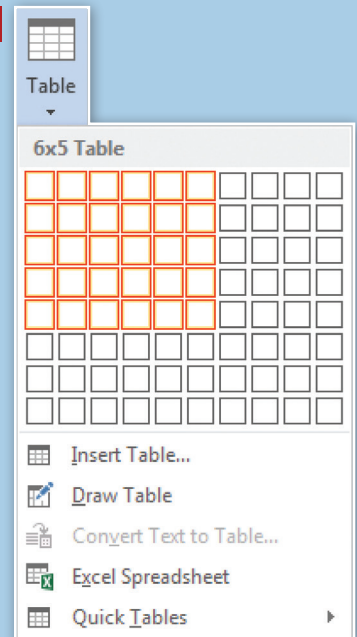 Table
6x5 Table
Insert Table...
Draw Table
Convert Text to Table...
Excel Spreadsheet
Quick Tables